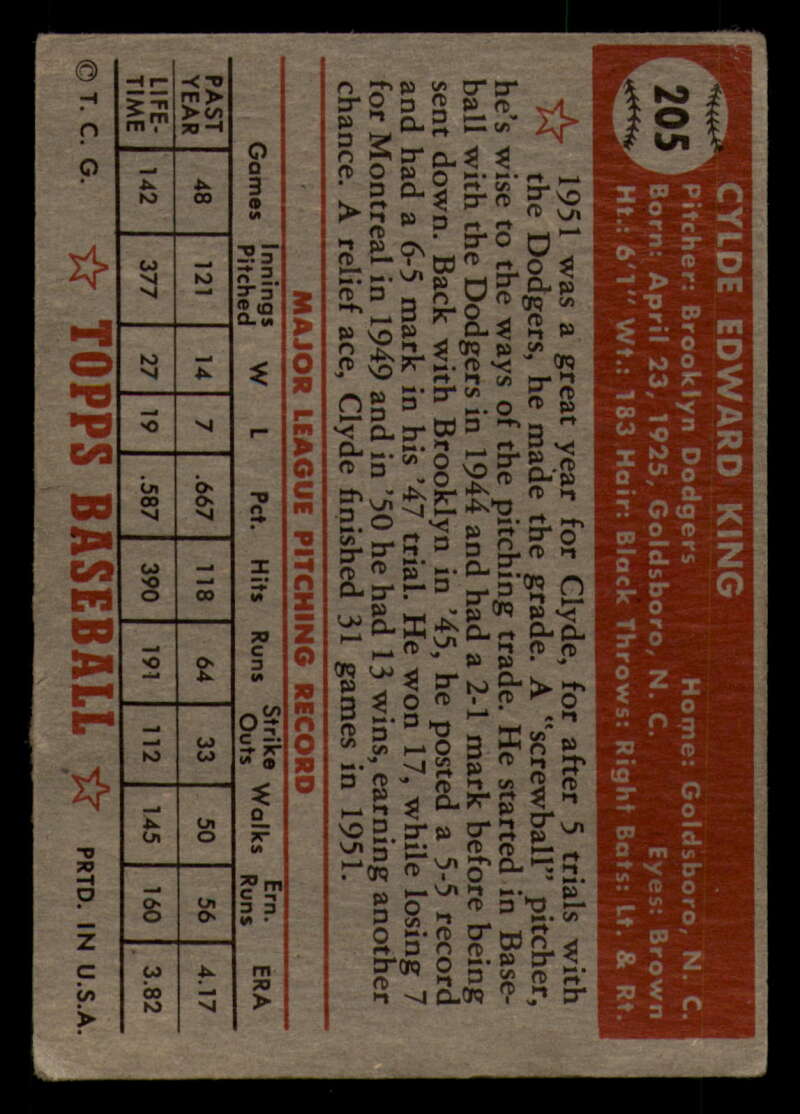 205
CYLDE EDWARD KING
Pitcher: Brooklyn Dodgers Home: Goldsboro, N. C.
Born: April 23, 1925, Goldsboro, N. C. Eyes: Brown
Ht.: 6'1" Wt.: 183 Hair: Black Throws: Right Bats: Lt. & Rt.
1951 was a great year for Clyde, for after 5 trials with
the Dodgers, he made the grade. A "screwball" pitcher,
he's wise to the ways of the pitching trade. He started in Base-
ball with the Dodgers in 1944 and had a 2-1 mark before being
sent down. Back with Brooklyn in '45, he posted a 5-5 record
and had a 6-5 mark in his '47 trial. He won 17, while losing 7
for Montreal in 1949 and in '50 he had 13 wins, earning another
chance. A relief ace, Clyde finished 31 games in 1951.
MAJOR LEAGUE PITCHING RECORD
Games Innings Pitched W L Pct. Hits Runs Strike Outs Walks Ern. Runs ERA
PAST YEAR 48 121 14 7 .667 118 64 33 50 56 4.17
LIFE-TIME 142 377 27 19 .587 390 191 112 145 160 3.82
© T. C. G. TOPPS BASEBALL PRTD. IN U.S.A.